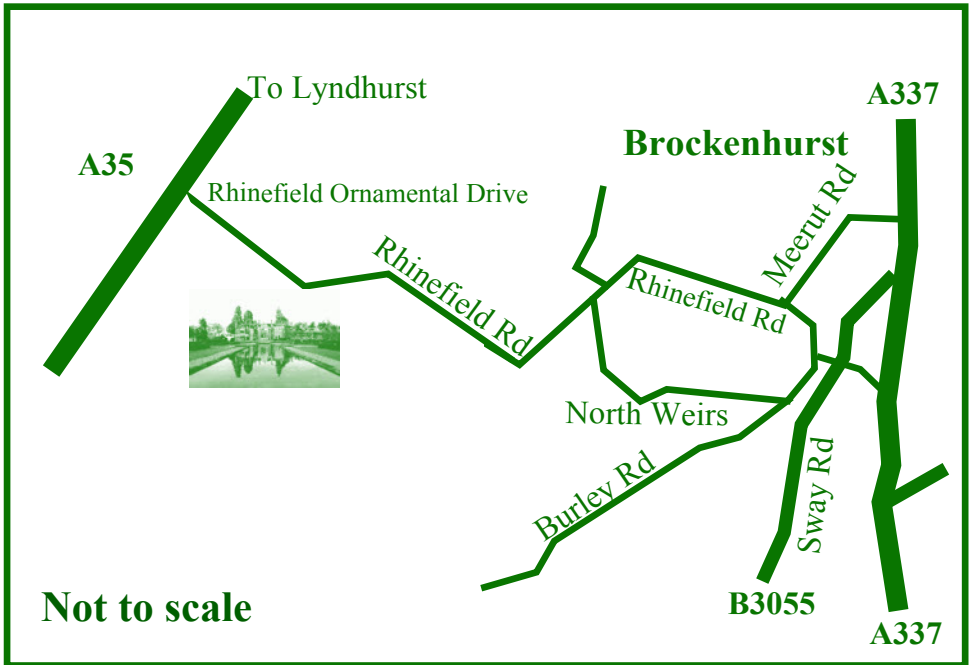 To Lyndhurst
A337
Brockenhurst
A35
Rhinefield Ornamental Drive
Meerut Rd
Rhinefield Rd
Rhinefield Rd
North Weirs
Burley Rd
Sway Rd
Not to scale
B3055
A337